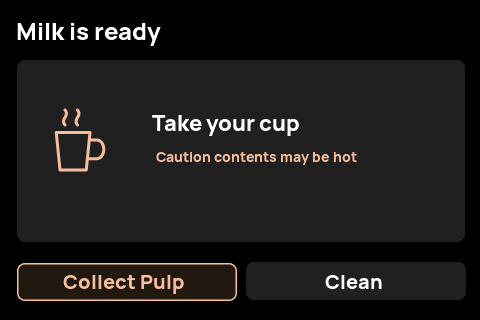 Milk is ready
Take your cup
Caution contents may be hot
Collect Pulp
Clean